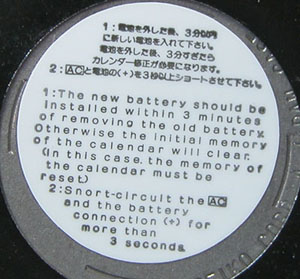 1:電池を外した後、3分以内
に新しい電池を入れて下さい。
電池を外した後、3分すぎたら
カレンダー修正が必要になります。
2:ACと電池の(+)を3秒以上ショートさせて下さい。
1:The new battery should be
Installed within 3 minutes
of removing the old battery.
Otherwise the initial memory
of the calendar will clear.
(In this case, the memory of
the calendar must be
reset)
2:Snort-circuit the AC
and the battery
connection (+) for
more than
3 seconds.